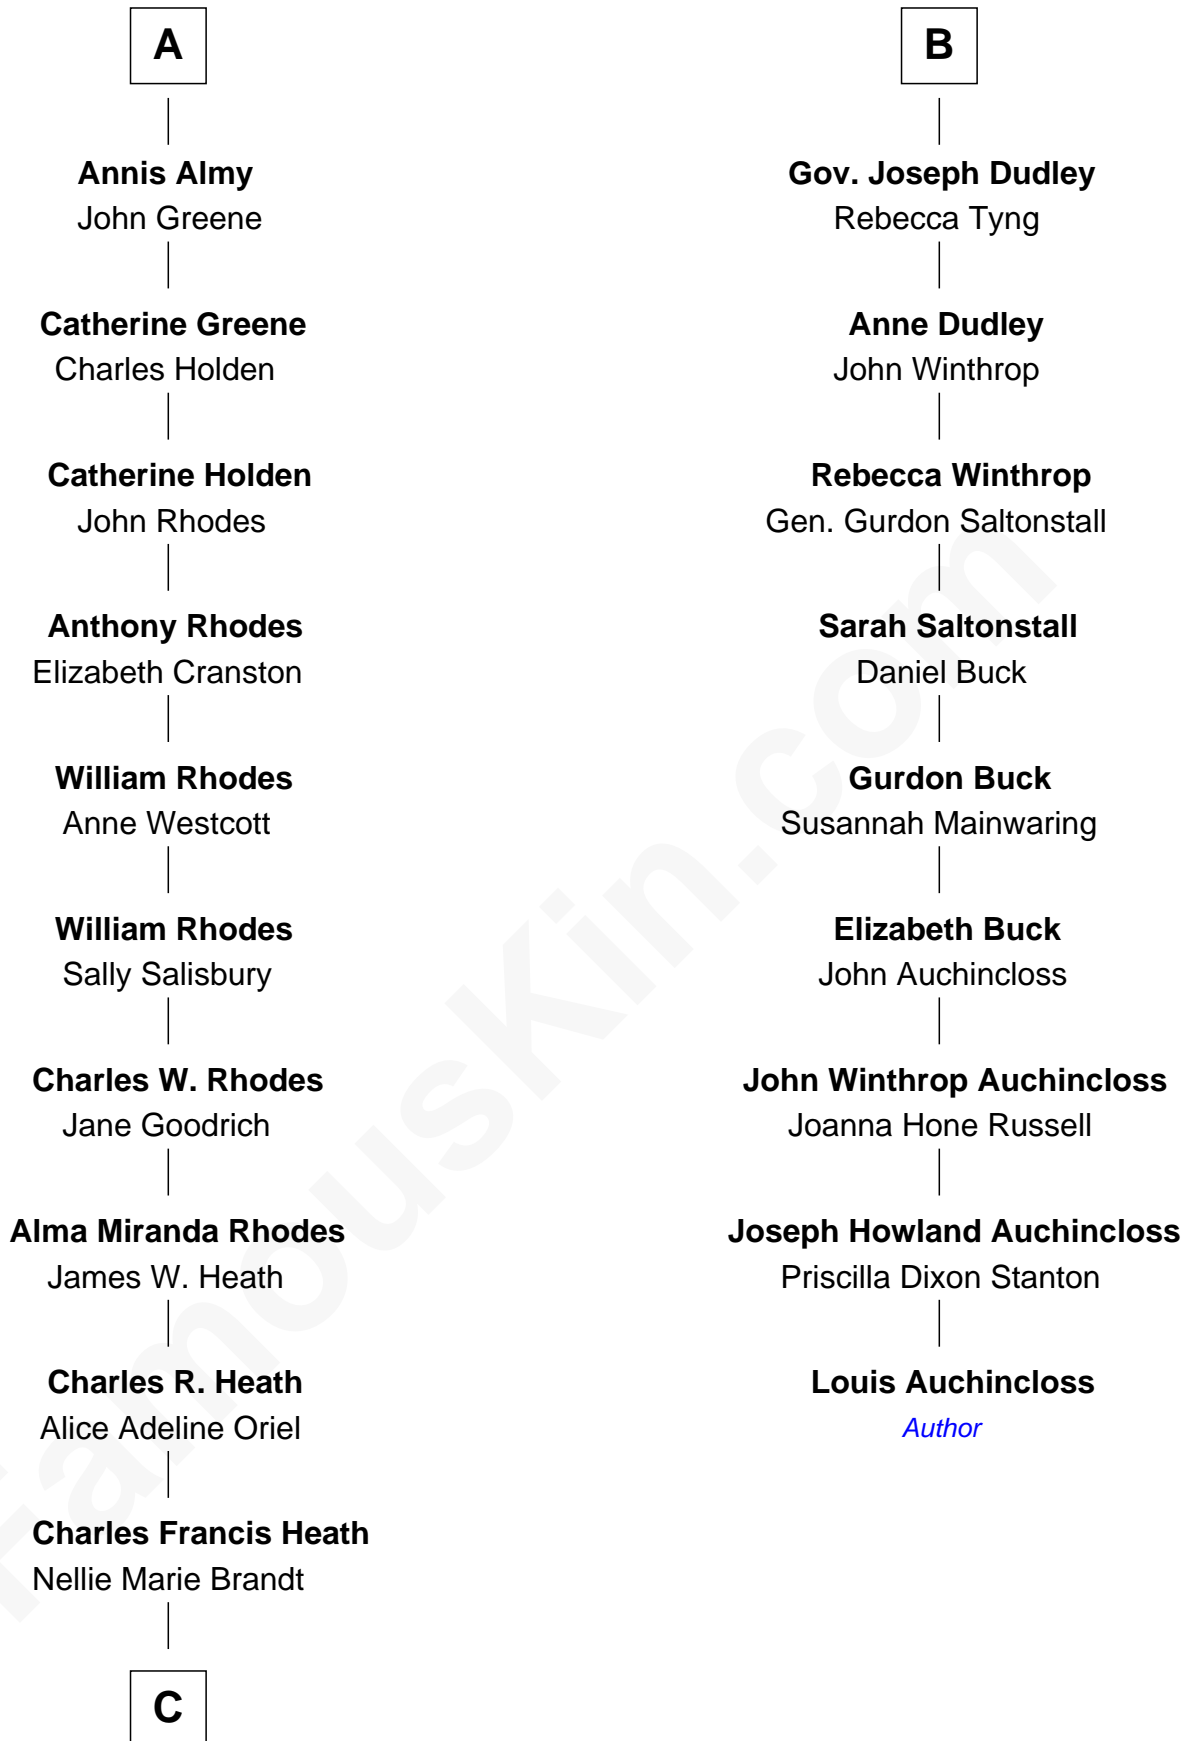 A
Annis Almy
John Greene
Catherine Greene
Charles Holden
Catherine Holden
John Rhodes
Anthony Rhodes
Elizabeth Cranston
William Rhodes
Anne Westcott
William Rhodes
Sally Salisbury
Charles W. Rhodes
Jane Goodrich
Alma Miranda Rhodes
James W. Heath
Charles R. Heath
Alice Adeline Oriel
Charles Francis Heath
Nellie Marie Brandt
C
B
Gov. Joseph Dudley
Rebecca Tyng
Anne Dudley
John Winthrop
Rebecca Winthrop
Gen. Gurdon Saltonstall
Sarah Saltonstall
Daniel Buck
Gurdon Buck
Susannah Mainwaring
Elizabeth Buck
John Auchincloss
John Winthrop Auchincloss
Joanna Hone Russell
Joseph Howland Auchincloss
Priscilla Dixon Stanton
Louis Auchincloss
Author
FamousKin.com